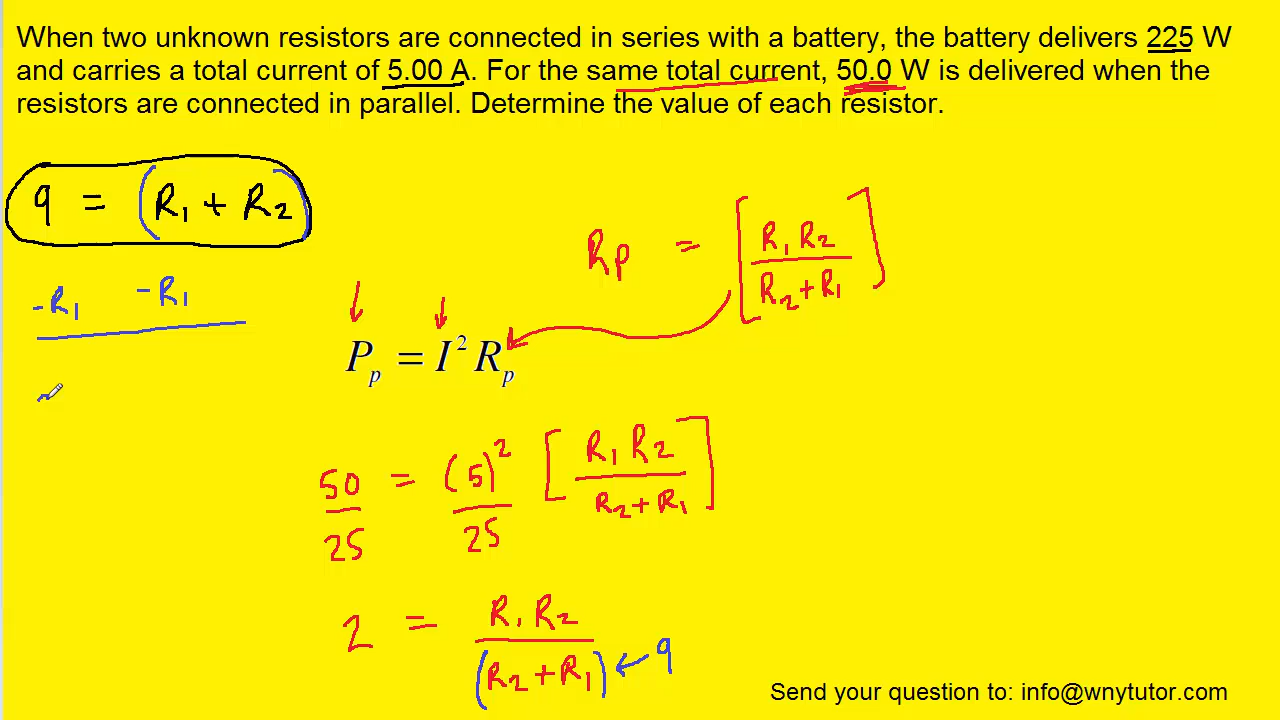 When two unknown resistors are connected in series with a battery, the battery delivers 225 W
and carries a total current of 5.00 A. For the same total current, 50.0 W is delivered when the
resistors are connected in parallel. Determine the value of each resistor.
9 = (R₁ + R₂)
-R₁ -R₁
Rp = [R₁R₂ / R₂+R₁]
Pₚ = I² Rₚ
50/25 = (5)²/25 [R₁R₂ / R₂+R₁]
2 = R₁R₂ / (R₂+R₁) ← 9
Send your question to: info@wnytutor.com